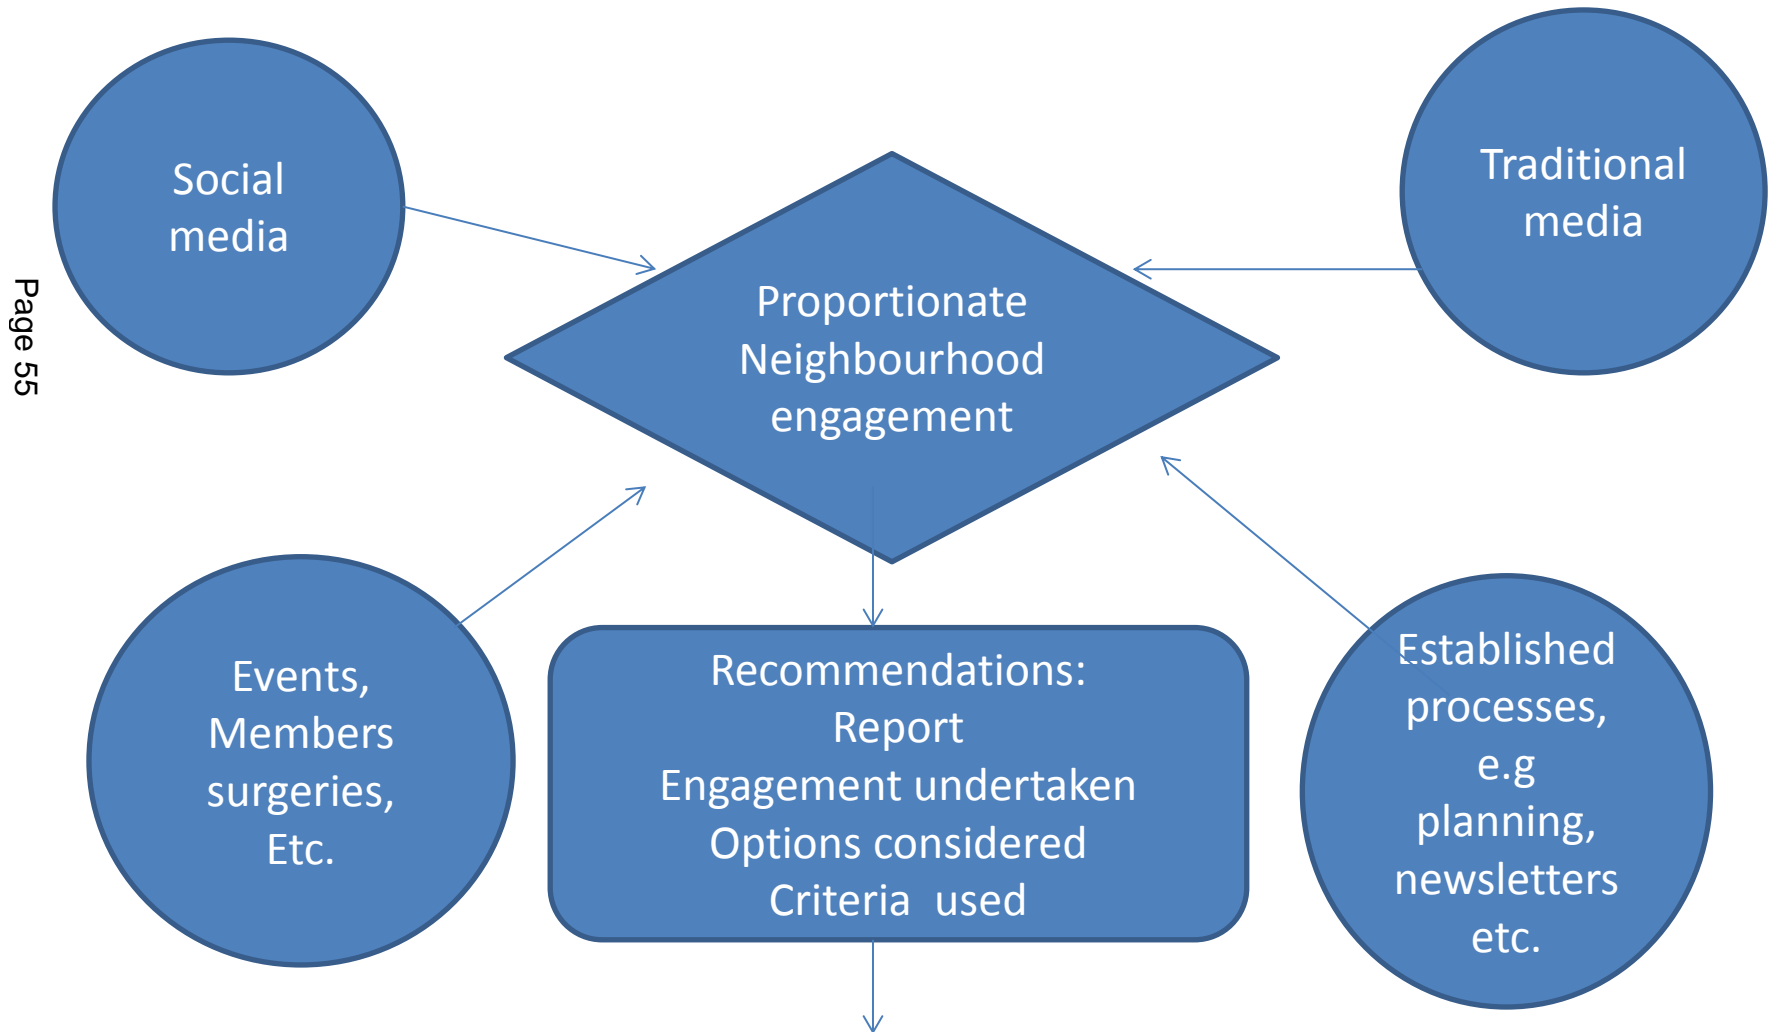 Social
media
Traditional
media
Page 55
Proportionate
Neighbourhood
engagement
Events,
Members
surgeries,
Etc.
Recommendations:
Report
Engagement undertaken
Options considered
Criteria  used
Established
processes,
e.g
planning,
newsletters
etc.